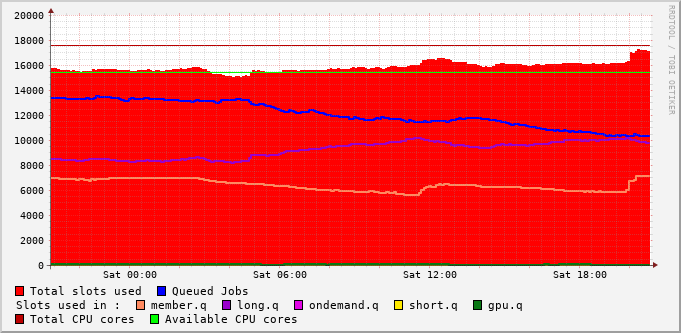 20000
18000
16000
14000
12000
10000
8000
6000
4000
2000
0
Sat 00:00 Sat 06:00 Sat 12:00 Sat 18:00
RRDTOOL / TOBI OETIKER
Total slots used Queued Jobs
Slots used in : member.q long.q ondemand.q short.q gpu.q
Total CPU cores Available CPU cores